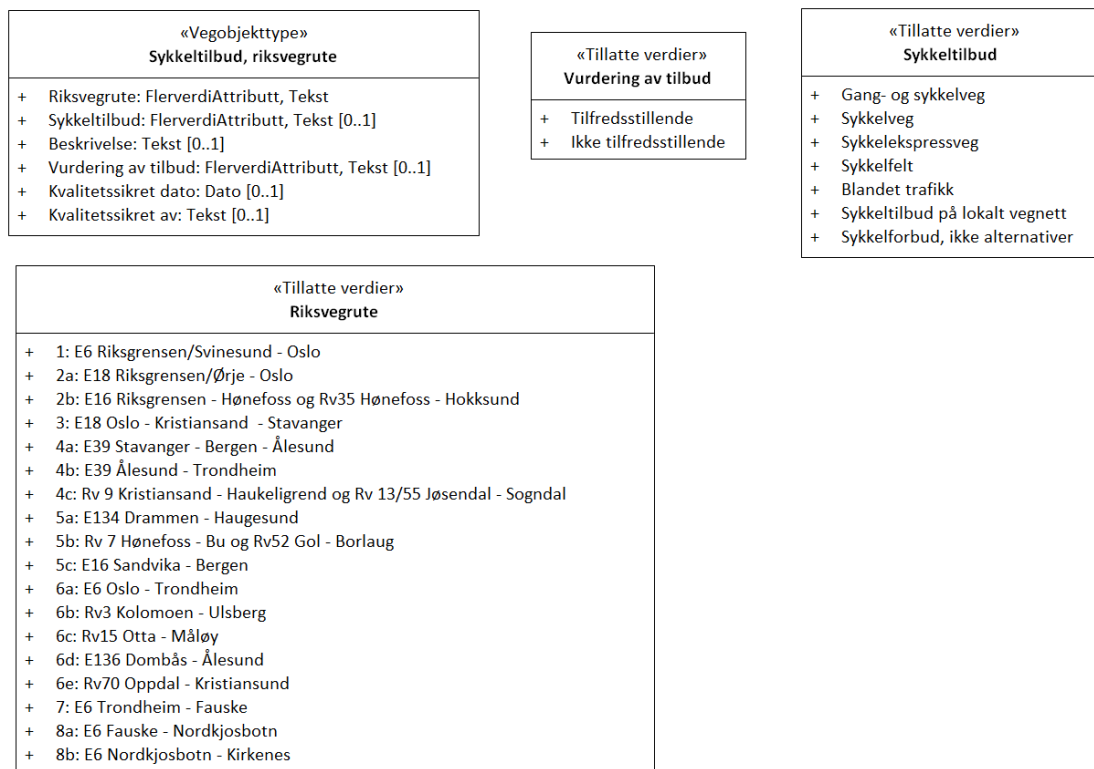 «Vegobjekttype»
Sykkeltilbud, riksvegrute
+ Riksvegrute: FlerverdiAttributt, Tekst
+ Sykkeltilbud: FlerverdiAttributt, Tekst [0..1]
+ Beskrivelse: Tekst [0..1]
+ Vurdering av tilbud: FlerverdiAttributt, Tekst [0..1]
+ Kvalitetssikret dato: Dato [0..1]
+ Kvalitetssikret av: Tekst [0..1]
«Tillatte verdier»
Vurdering av tilbud
+ Tilfredsstillende
+ Ikke tilfredsstillende
«Tillatte verdier»
Sykkeltilbud
+ Gang- og sykkelveg
+ Sykkelveg
+ Sykkelekspressveg
+ Sykkelfelt
+ Blandet trafikk
+ Sykkeltilbud på lokalt vegnett
+ Sykkelforbud, ikke alternativer
«Tillatte verdier»
Riksvegrute
+ 1: E6 Riksgrensen/Svinesund - Oslo
+ 2a: E18 Riksgrensen/Ørje - Oslo
+ 2b: E16 Riksgrensen - Hønefoss og Rv35 Hønefoss - Hokksund
+ 3: E18 Oslo - Kristiansand  - Stavanger
+ 4a: E39 Stavanger - Bergen - Ålesund
+ 4b: E39 Ålesund - Trondheim
+ 4c: Rv 9 Kristiansand - Haukeligrend og Rv 13/55 Jøsendal - Sogndal
+ 5a: E134 Drammen - Haugesund
+ 5b: Rv 7 Hønefoss - Bu og Rv52 Gol - Borlaug
+ 5c: E16 Sandvika - Bergen
+ 6a: E6 Oslo - Trondheim
+ 6b: Rv3 Kolomoen - Ulsberg
+ 6c: Rv15 Otta - Måløy
+ 6d: E136 Dombås - Ålesund
+ 6e: Rv70 Oppdal - Kristiansund
+ 7: E6 Trondheim - Fauske
+ 8a: E6 Fauske - Nordkjosbotn
+ 8b: E6 Nordkjosbotn - Kirkenes